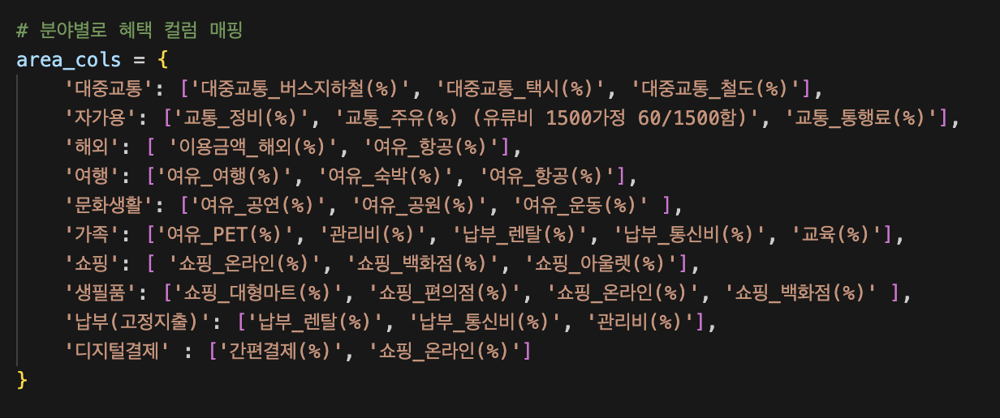 # 분야별로 혜택 컬럼 매핑
area_cols = {
    '대중교통': ['대중교통_버스지하철(%)', '대중교통_택시(%)', '대중교통_철도(%)'],
    '자가용': ['교통_정비(%)', '교통_주유(%) (유류비 1500가정 60/1500함)', '교통_통행료(%)'],
    '해외': [ '이용금액_해외(%)', '여유_항공(%)'],
    '여행': ['여유_여행(%)', '여유_숙박(%)', '여유_항공(%)'],
    '문화생활': ['여유_공연(%)', '여유_공원(%)', '여유_운동(%)' ],
    '가족': ['여유_PET(%)', '관리비(%)', '납부_렌탈(%)', '납부_통신비(%)', '교육(%)'],
    '쇼핑': [ '쇼핑_온라인(%)', '쇼핑_백화점(%)', '쇼핑_아울렛(%)'],
    '생필품': ['쇼핑_대형마트(%)', '쇼핑_편의점(%)', '쇼핑_온라인(%)', '쇼핑_백화점(%)' ],
    '납부(고정지출)': ['납부_렌탈(%)', '납부_통신비(%)', '관리비(%)'],
    '디지털결제' : ['간편결제(%)', '쇼핑_온라인(%)']
}